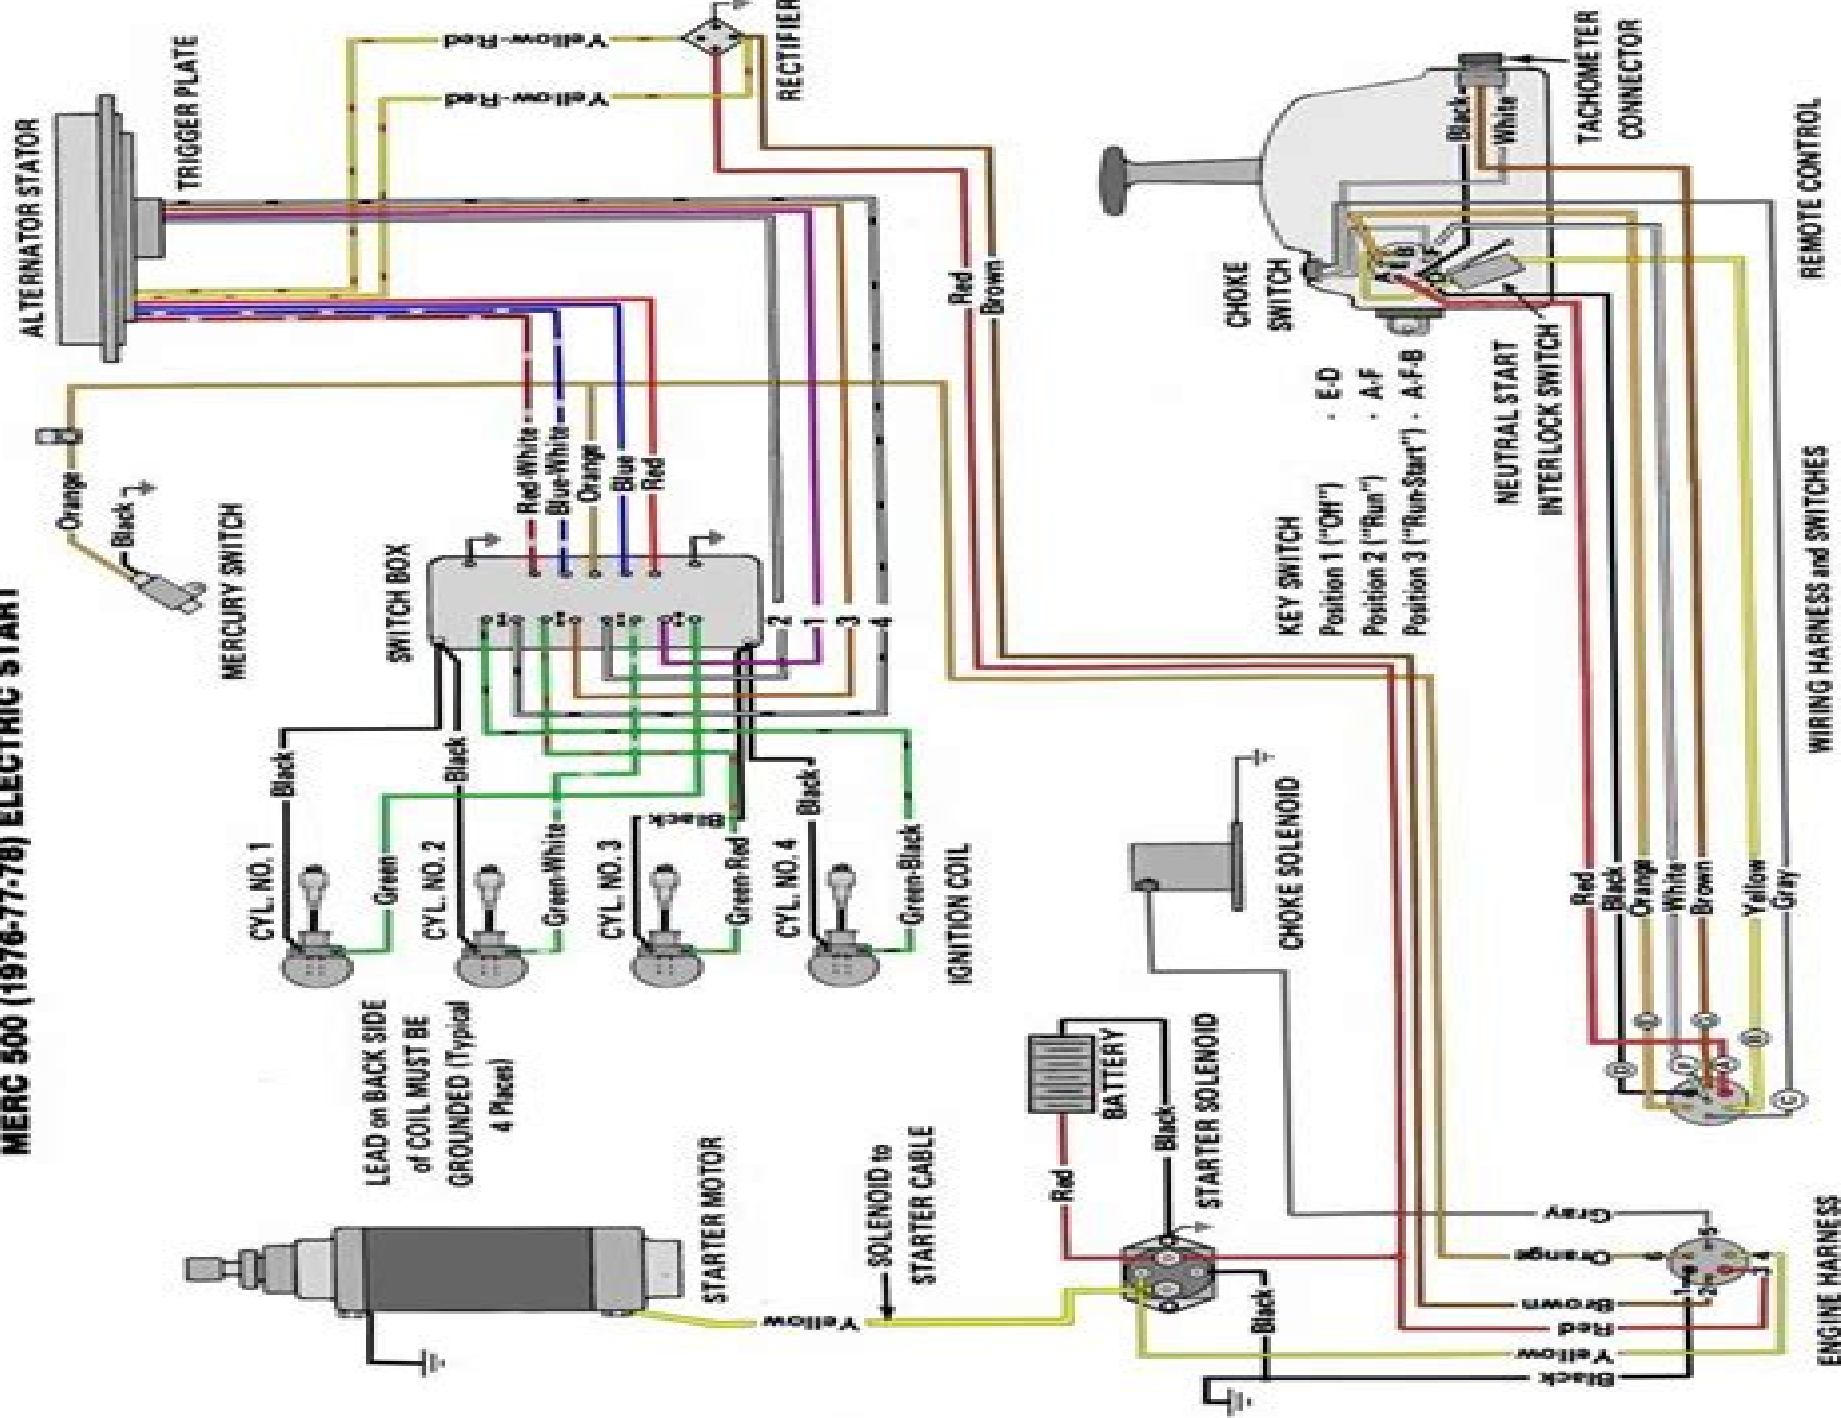 MERC 500 (1976-77-78) ELECTRIC START
ALTERNATOR STATOR
TRIGGER PLATE
Yellow-Red
Yellow-Red
RECTIFIER
Orange
Black
MERCURY SWITCH
SWITCH BOX
Red-White
Blue-White
Orange
Blue
Red
2
1
3
4
Red
Brown
CYL. NO. 1
Black
Green
CYL. NO. 2
Black
Green-White
CYL. NO. 3
Black
Green-Red
CYL. NO. 4
Black
Green-Black
IGNITION COIL
LEAD on BACK SIDE
of COIL MUST BE
GROUNDED (Typical
4 Places)
STARTER MOTOR
Yellow
SOLENOID to
STARTER CABLE
BATTERY
Red
Black
STARTER SOLENOID
Black
CHOKE SOLENOID
TACHOMETER
CONNECTOR
Black
White
REMOTE CONTROL
CHOKE
SWITCH
A
E
B
F
NEUTRAL START
INTERLOCK SWITCH
KEY SWITCH
Position 1 ("Off") - E-D
Position 2 ("Run") - A-F
Position 3 ("Run-Start") - A-F-B
WIRING HARNESS and SWITCHES
Red
Black
Orange
White
Brown
Yellow
Gray
D
F
A
B
C
Gray
Orange
Brown
Red
Yellow
Black
5
6
4
3
1
2
ENGINE HARNESS